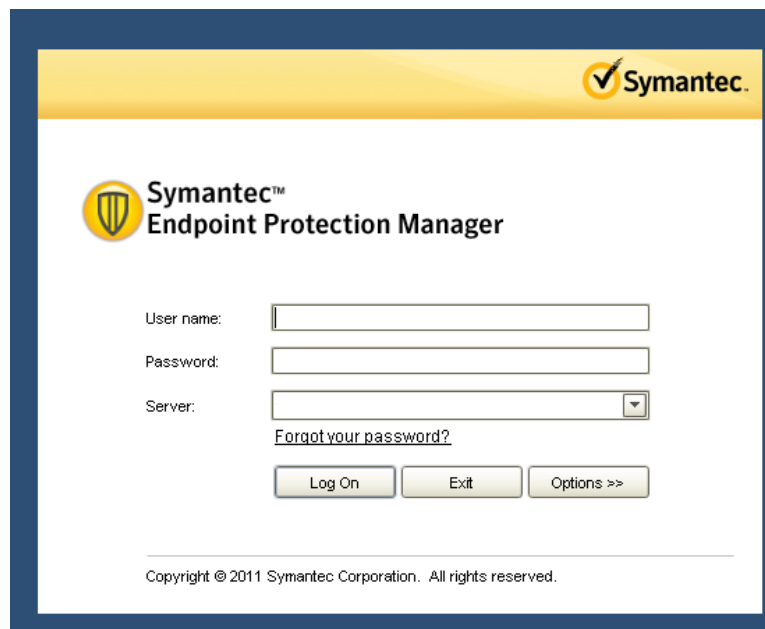 Symantec.
Symantec™
Endpoint Protection Manager
User name:
Password:
Server:
Forgot your password?
Log On Exit Options >>
Copyright © 2011 Symantec Corporation. All rights reserved.